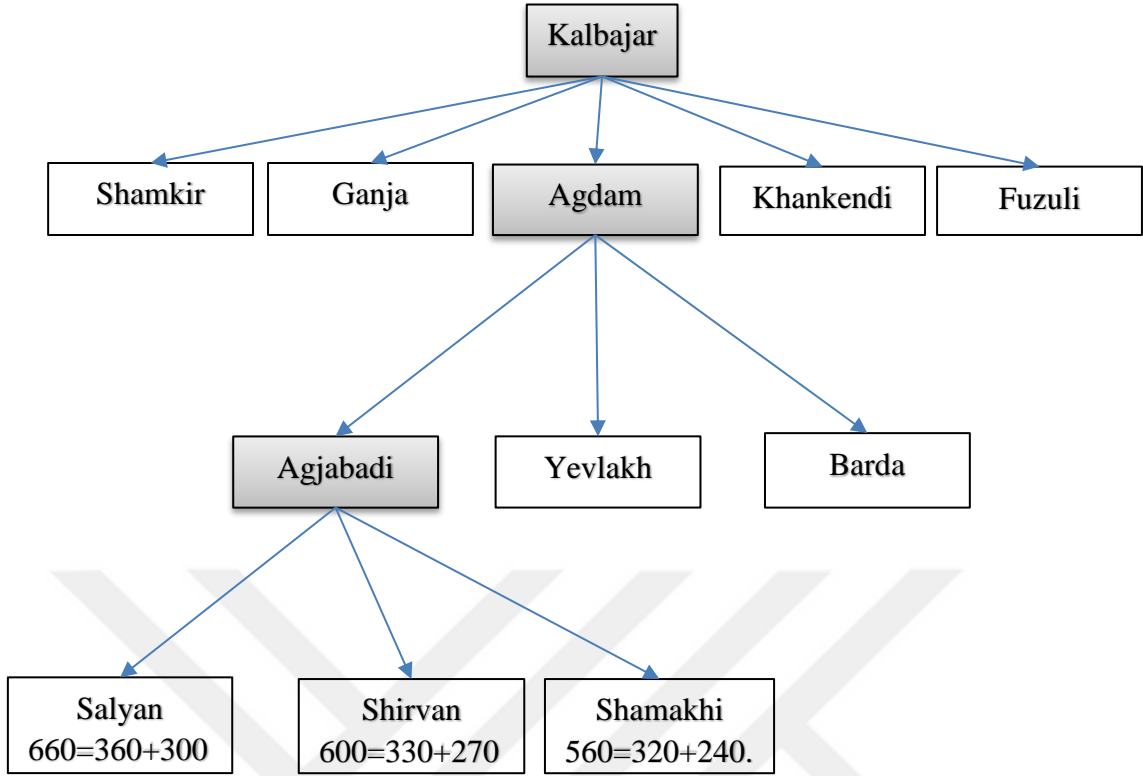 Kalbajar
Shamkir
Ganja
Agdam
Khankendi
Fuzuli
Agjabadi
Yevlakh
Barda
Salyan
660=360+300
Shirvan
600=330+270
Shamakhi
560=320+240.